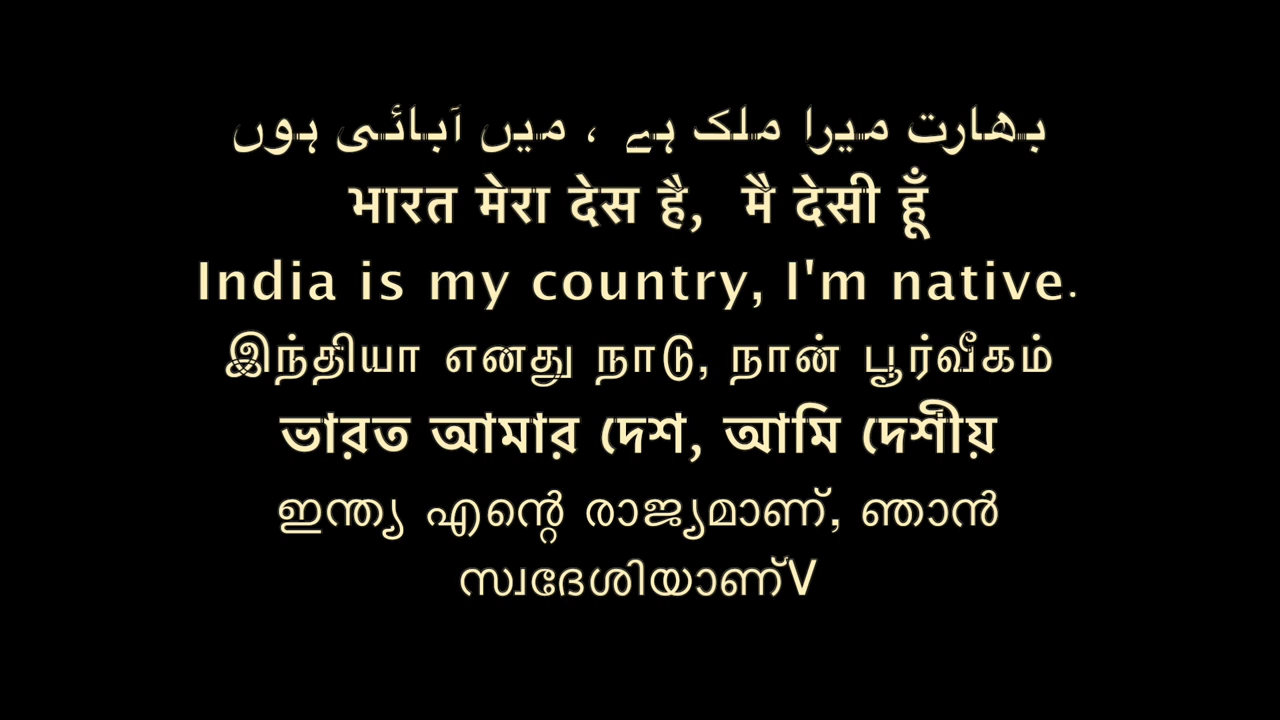 بھارت میرا ملک ہے ، میں آبائی ہوں
भारत मेरा देस है, मै देसी हूँ
India is my country, I'm native.
இந்தியா எனது நாடு, நான் பூர்வீகம்
ভারত আমার দেশ, আমি দেশীয়
ഇന്ത്യ എന്റെ രാജ്യമാണ്, ഞാൻ
സ്വദേശിയാണ്V